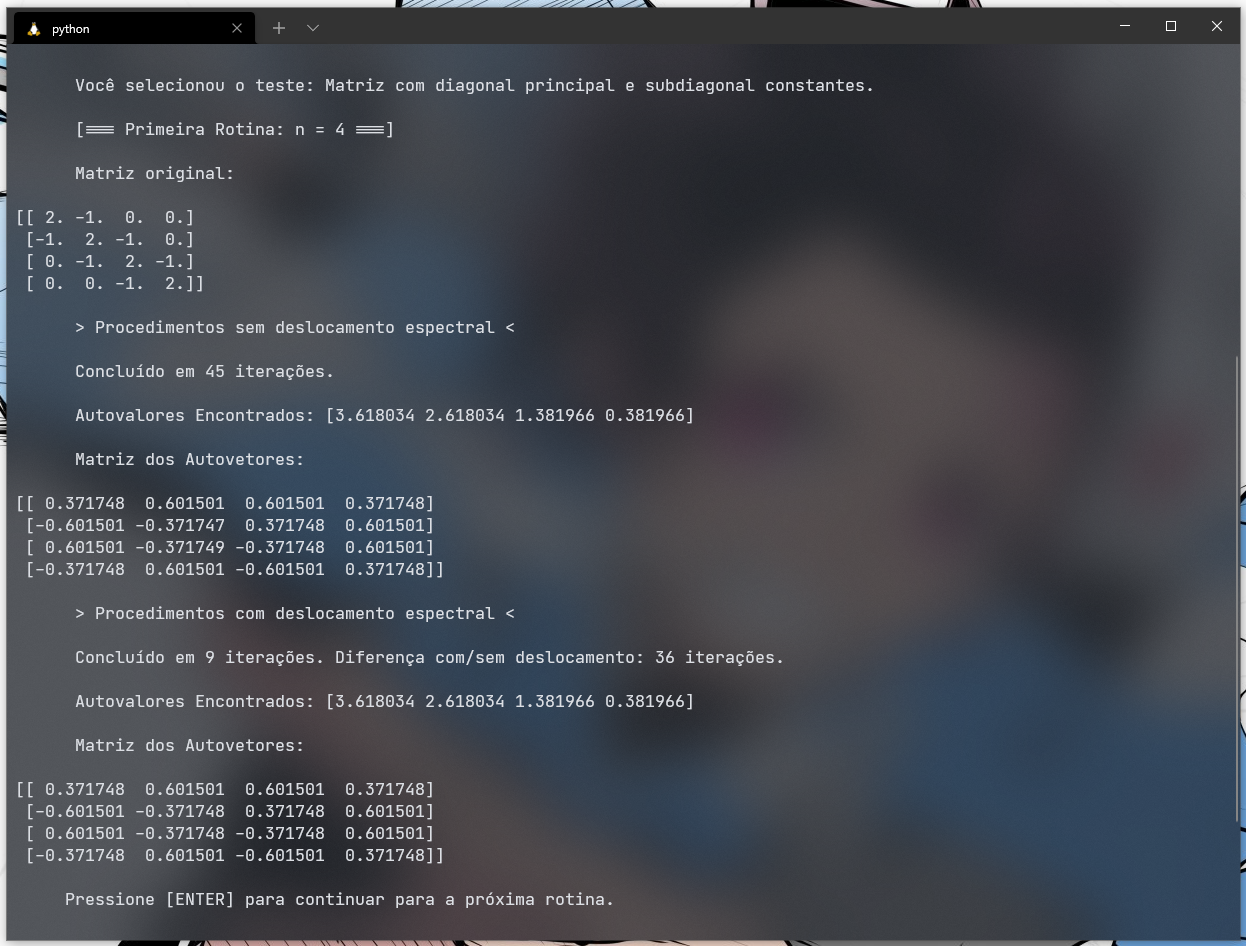 python
Você selecionou o teste: Matriz com diagonal principal e subdiagonal constantes.
[=== Primeira Rotina: n = 4 ===]
Matriz original:
[[ 2. -1.  0.  0.]
 [-1.  2. -1.  0.]
 [ 0. -1.  2. -1.]
 [ 0.  0. -1.  2.]]
> Procedimentos sem deslocamento espectral <
Concluído em 45 iterações.
Autovalores Encontrados: [3.618034 2.618034 1.381966 0.381966]
Matriz dos Autovetores:
[[ 0.371748  0.601501  0.601501  0.371748]
 [-0.601501 -0.371747  0.371748  0.601501]
 [ 0.601501 -0.371749 -0.371748  0.601501]
 [-0.371748  0.601501 -0.601501  0.371748]]
> Procedimentos com deslocamento espectral <
Concluído em 9 iterações. Diferença com/sem deslocamento: 36 iterações.
Autovalores Encontrados: [3.618034 2.618034 1.381966 0.381966]
Matriz dos Autovetores:
[[ 0.371748  0.601501  0.601501  0.371748]
 [-0.601501 -0.371748  0.371748  0.601501]
 [ 0.601501 -0.371748 -0.371748  0.601501]
 [-0.371748  0.601501 -0.601501  0.371748]]
Pressione [ENTER] para continuar para a próxima rotina.